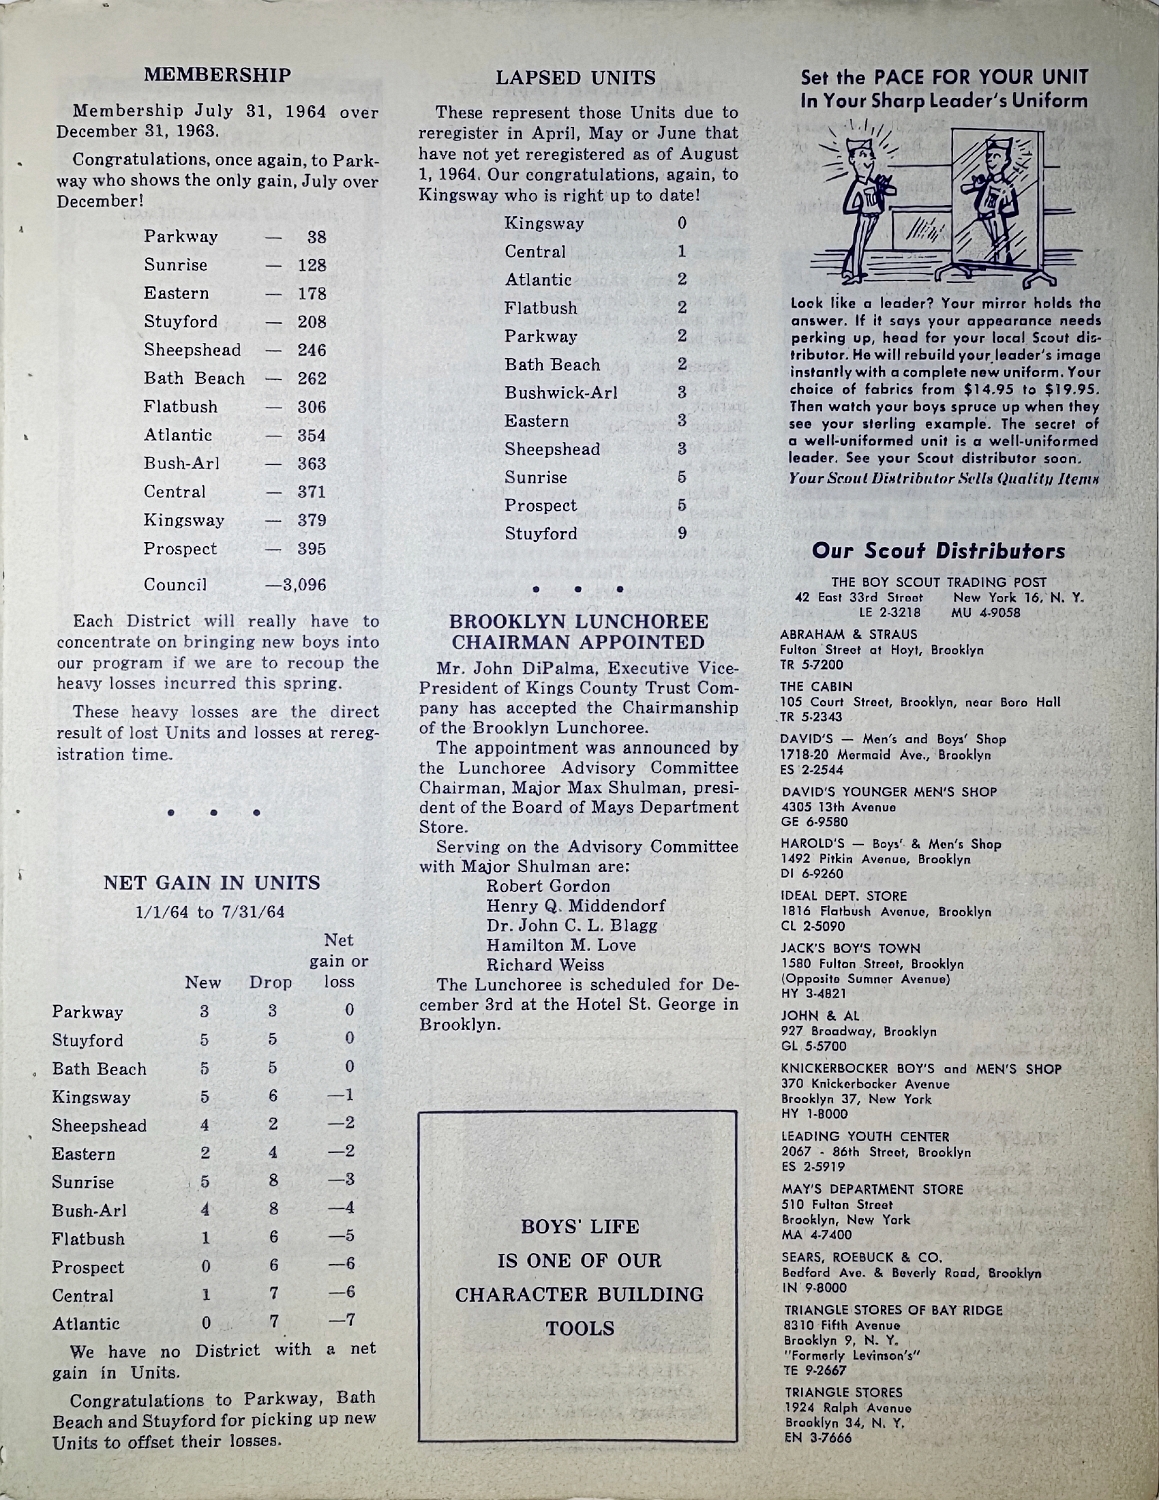 MEMBERSHIP
Membership July 31, 1964 over
December 31, 1963.
Congratulations, once again, to Park-
way who shows the only gain, July over
December!
Parkway — 38
Sunrise — 128
Eastern — 178
Stuyford — 208
Sheepshead — 246
Bath Beach — 262
Flatbush — 306
Atlantic — 354
Bush-Arl — 363
Central — 371
Kingsway — 379
Prospect — 395
Council —3,096
Each District will really have to
concentrate on bringing new boys into
our program if we are to recoup the
heavy losses incurred this spring.
These heavy losses are the direct
result of lost Units and losses at rereg-
istration time.
• • •
NET GAIN IN UNITS
1/1/64 to 7/31/64
Net
gain or
New Drop loss
Parkway 3 3 0
Stuyford 5 5 0
Bath Beach 5 5 0
Kingsway 5 6 —1
Sheepshead 4 2 —2
Eastern 2 4 —2
Sunrise 5 8 —3
Bush-Arl 4 8 —4
Flatbush 1 6 —5
Prospect 0 6 —6
Central 1 7 —6
Atlantic 0 7 —7
We have no District with a net
gain in Units.
Congratulations to Parkway, Bath
Beach and Stuyford for picking up new
Units to offset their losses.
LAPSED UNITS
These represent those Units due to
reregister in April, May or June that
have not yet reregistered as of August
1, 1964. Our congratulations, again, to
Kingsway who is right up to date!
Kingsway 0
Central 1
Atlantic 2
Flatbush 2
Parkway 2
Bath Beach 2
Bushwick-Arl 3
Eastern 3
Sheepshead 3
Sunrise 5
Prospect 5
Stuyford 9
• • •
BROOKLYN LUNCHOREE
CHAIRMAN APPOINTED
Mr. John DiPalma, Executive Vice-
President of Kings County Trust Com-
pany has accepted the Chairmanship
of the Brooklyn Lunchoree.
The appointment was announced by
the Lunchoree Advisory Committee
Chairman, Major Max Shulman, presi-
dent of the Board of Mays Department
Store.
Serving on the Advisory Committee
with Major Shulman are:
Robert Gordon
Henry Q. Middendorf
Dr. John C. L. Blagg
Hamilton M. Love
Richard Weiss
The Lunchoree is scheduled for De-
cember 3rd at the Hotel St. George in
Brooklyn.
BOYS' LIFE
IS ONE OF OUR
CHARACTER BUILDING
TOOLS
Set the PACE FOR YOUR UNIT
In Your Sharp Leader's Uniform
Look like a leader? Your mirror holds the
answer. If it says your appearance needs
perking up, head for your local Scout dis-
tributor. He will rebuild your leader's image
instantly with a complete new uniform. Your
choice of fabrics from $14.95 to $19.95.
Then watch your boys spruce up when they
see your sterling example. The secret of
a well-uniformed unit is a well-uniformed
leader. See your Scout distributor soon.
Your Scout Distributor Sells Quality Items
Our Scout Distributors
THE BOY SCOUT TRADING POST
42 East 33rd Street New York 16, N. Y.
LE 2-3218 MU 4-9058
ABRAHAM & STRAUS
Fulton Street at Hoyt, Brooklyn
TR 5-7200
THE CABIN
105 Court Street, Brooklyn, near Boro Hall
TR 5-2343
DAVID'S — Men's and Boys' Shop
1718-20 Mermaid Ave., Brooklyn
ES 2-2544
DAVID'S YOUNGER MEN'S SHOP
4305 13th Avenue
GE 6-9580
HAROLD'S — Boys' & Men's Shop
1492 Pitkin Avenue, Brooklyn
DI 6-9260
IDEAL DEPT. STORE
1816 Flatbush Avenue, Brooklyn
CL 2-5090
JACK'S BOY'S TOWN
1580 Fulton Street, Brooklyn
(Opposite Sumner Avenue)
HY 3-4821
JOHN & AL
927 Broadway, Brooklyn
GL 5-5700
KNICKERBOCKER BOY'S and MEN'S SHOP
370 Knickerbocker Avenue
Brooklyn 37, New York
HY 1-8000
LEADING YOUTH CENTER
2067 - 86th Street, Brooklyn
ES 2-5919
MAY'S DEPARTMENT STORE
510 Fulton Street
Brooklyn, New York
MA 4-7400
SEARS, ROEBUCK & CO.
Bedford Ave. & Beverly Road, Brooklyn
IN 9-8000
TRIANGLE STORES OF BAY RIDGE
8310 Fifth Avenue
Brooklyn 9, N. Y.
"Formerly Levinson's"
TE 9-2667
TRIANGLE STORES
1924 Ralph Avenue
Brooklyn 34, N. Y.
EN 3-7666